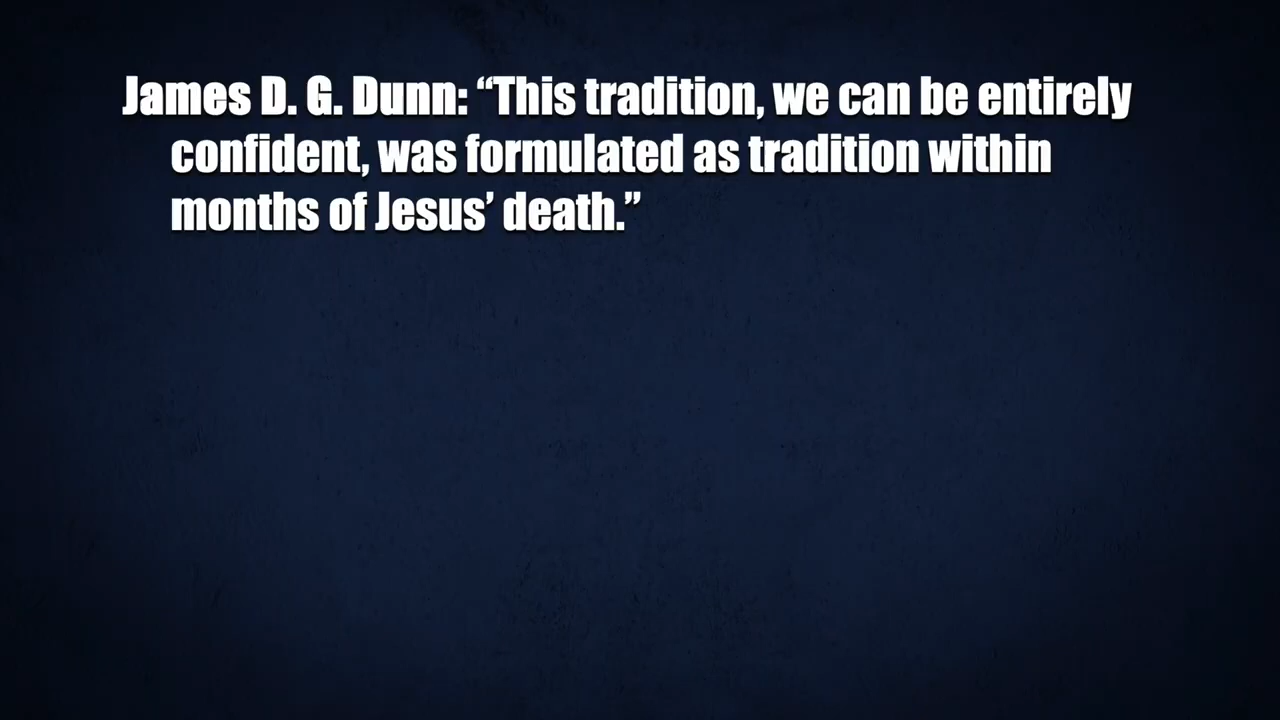 James D. G. Dunn: “This tradition, we can be entirely
confident, was formulated as tradition within
months of Jesus’ death.”